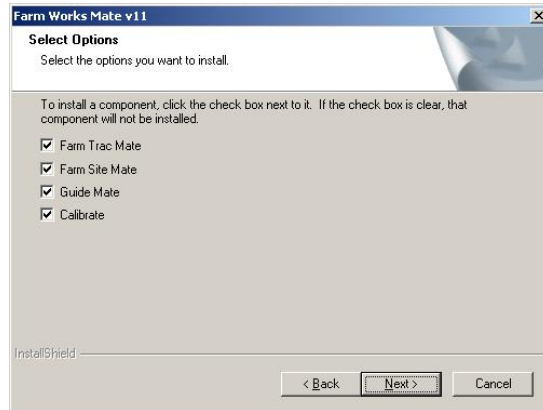 Farm Works Mate v11
Select Options
Select the options you want to install.
To install a component, click the check box next to it. If the check box is clear, that
component will not be installed.
Farm Trac Mate
Farm Site Mate
Guide Mate
Calibrate
InstallShield
< Back Next > Cancel